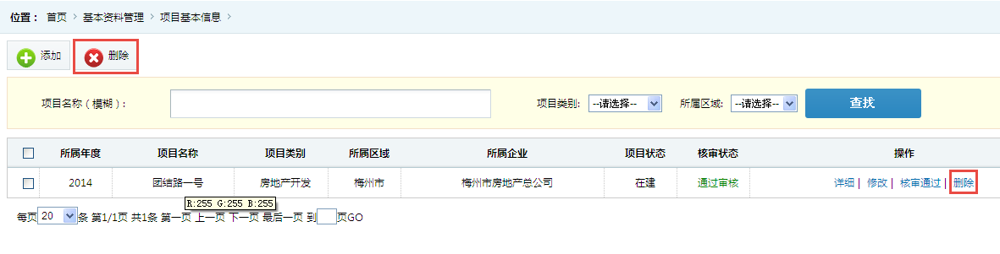 位置： 首页 > 基本资料管理 > 项目基本信息 >
添加 删除
项目名称（模糊）: 项目类别: --请选择-- 所属区域: --请选择-- 查找
所属年度 项目名称 项目类别 所属区域 所属企业 项目状态 核审状态 操作
2014 团结路一号 房地产开发 梅州市 梅州市房地产总公司 在建 通过审核 详细 | 修改 | 核审通过 | 删除
R:255 G:255 B:255
每页 20 条 第1/1页 共1条 第一页 上一页 下一页 最后一页 到 页GO